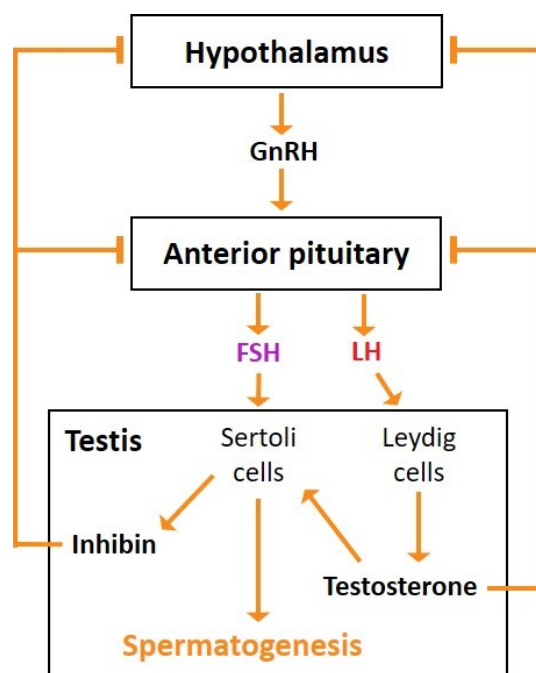 Hypothalamus
GnRH
Anterior pituitary
FSH LH
Testis
Sertoli
cells
Leydig
cells
Inhibin
Testosterone
Spermatogenesis